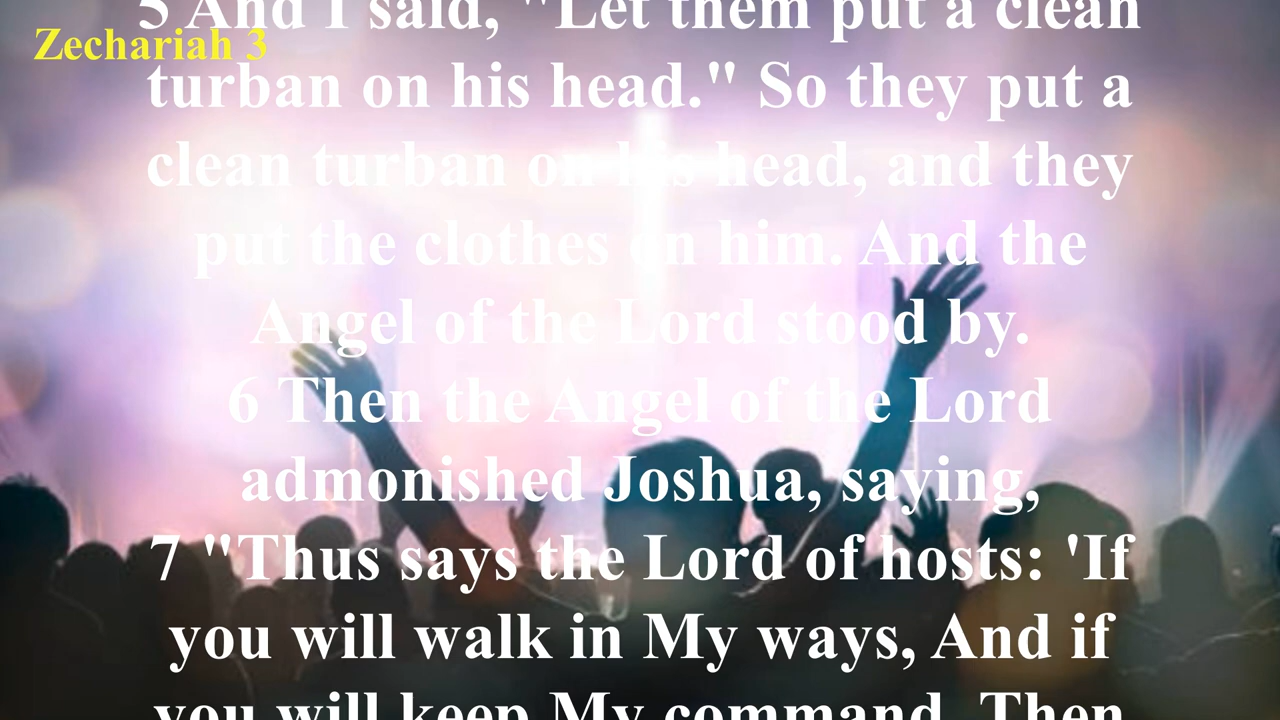 5 And I said, "Let them put a clean
Zechariah 3
turban on his head." So they put a
clean turban on his head, and they
put the clothes on him. And the
Angel of the Lord stood by.
6 Then the Angel of the Lord
admonished Joshua, saying,
7 "Thus says the Lord of hosts: 'If
you will walk in My ways, And if
you will keep My command, Then